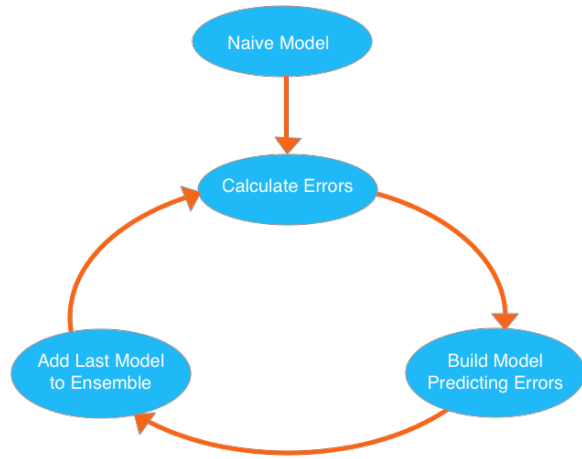 Naive Model
Calculate Errors
Add Last Model
to Ensemble
Build Model
Predicting Errors